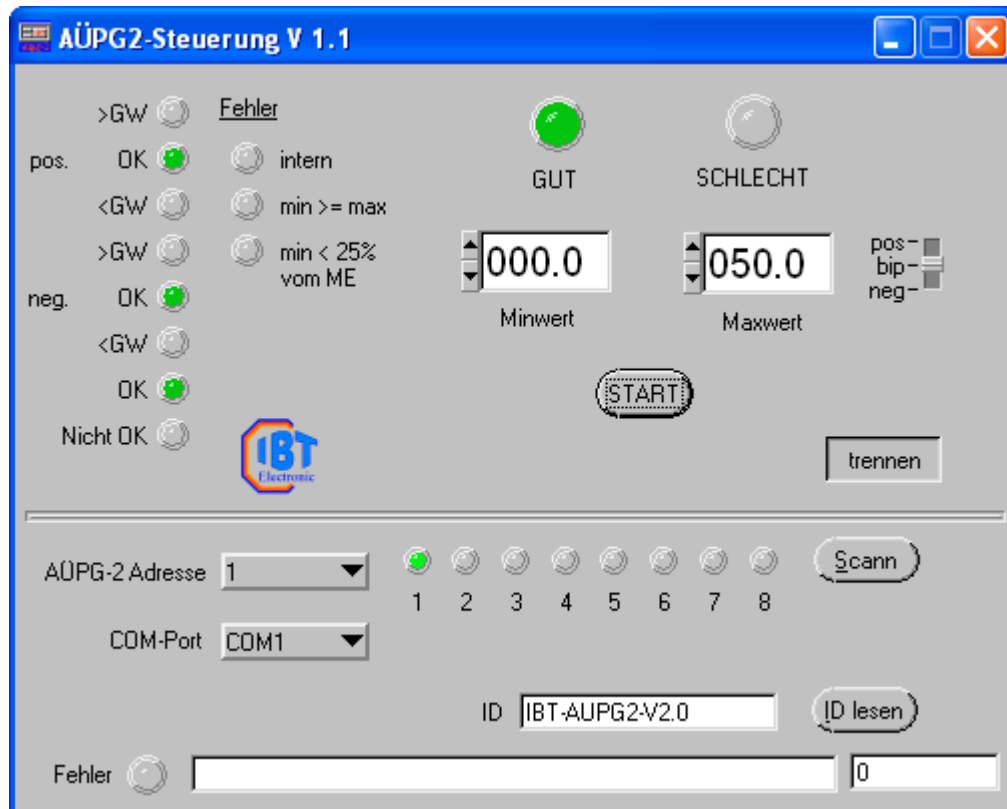 AÜPG2-Steuerung V 1.1
>GW
Fehler
pos.
OK
intern
<GW
min >= max
>GW
min < 25%
vom ME
neg.
OK
<GW
OK
Nicht OK
GUT
SCHLECHT
000.0
Minwert
050.0
Maxwert
pos
bip
neg
START
IBT
Electronic
trennen
AÜPG-2 Adresse
1
1 2 3 4 5 6 7 8
Scann
COM-Port
COM1
ID
IBT-AUPG2-V2.0
ID lesen
Fehler
0